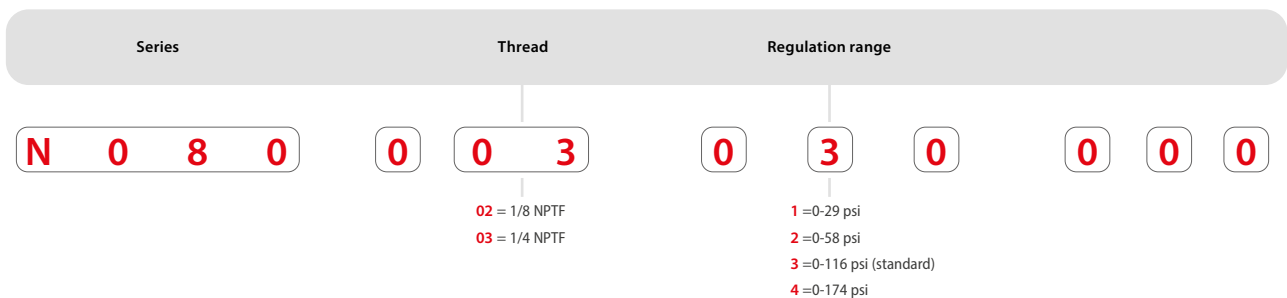 Series Thread Regulation range
N 0 8 0 0 0 3 0 3 0 0 0 0
02 = 1/8 NPTF 1 =0-29 psi
03 = 1/4 NPTF 2 =0-58 psi
3 =0-116 psi (standard)
4 =0-174 psi